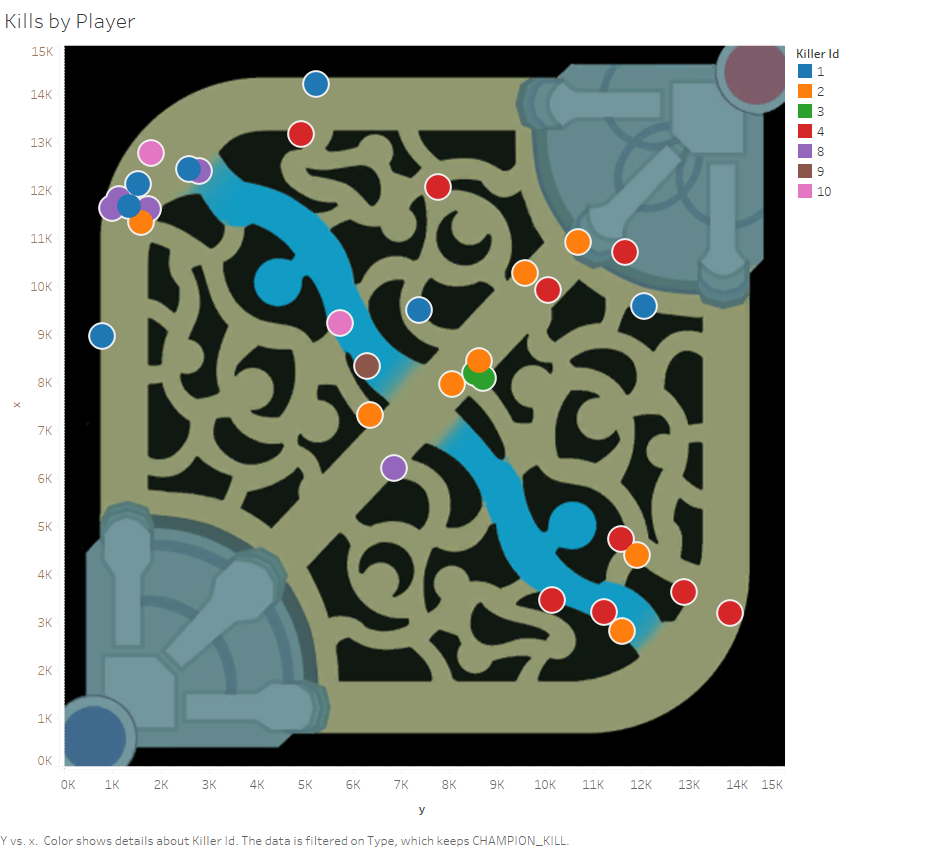 Kills by Player
Killer Id
1
2
3
4
8
9
10
15K
14K
13K
12K
11K
10K
9K
8K
7K
6K
5K
4K
3K
2K
1K
0K
x
0K 1K 2K 3K 4K 5K 6K 7K 8K 9K 10K 11K 12K 13K 14K 15K
y
Y vs. x. Color shows details about Killer Id. The data is filtered on Type, which keeps CHAMPION_KILL.